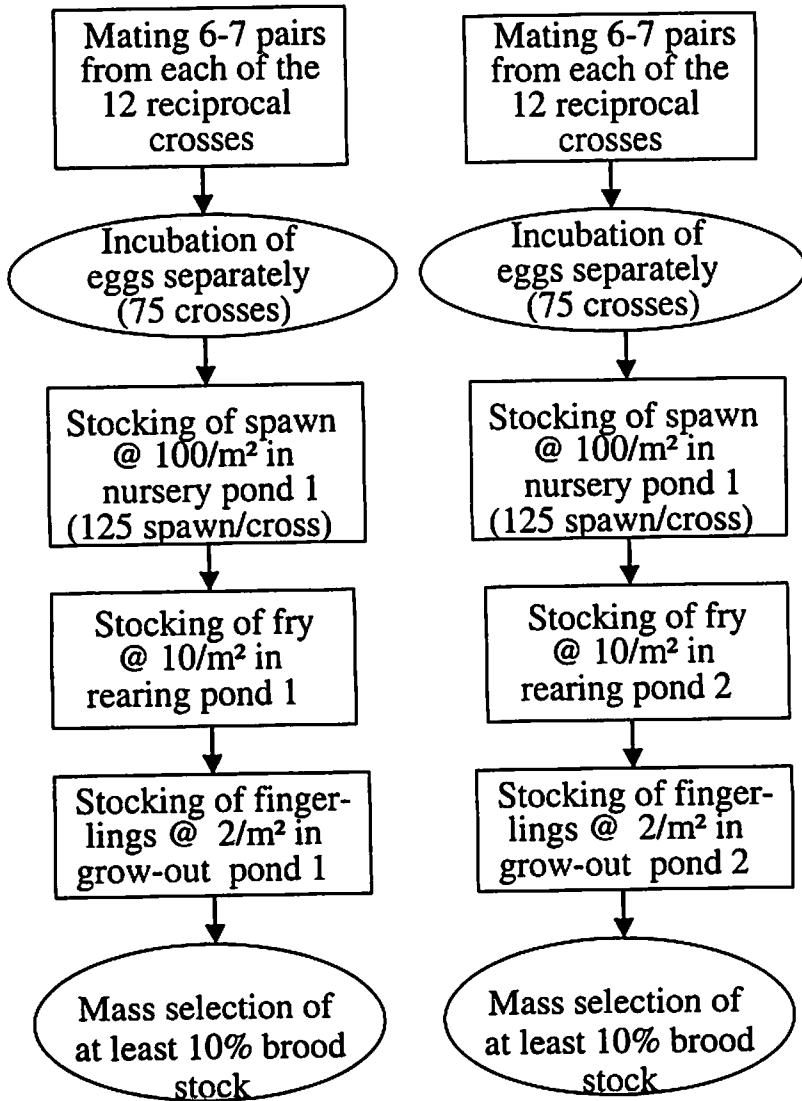 Mating 6-7 pairs
from each of the
12 reciprocal
crosses
Incubation of
eggs separately
(75 crosses)
Stocking of spawn
@ 100/m² in
nursery pond 1
(125 spawn/cross)
Stocking of fry
@ 10/m² in
rearing pond 1
Stocking of finger-
lings @ 2/m² in
grow-out pond 1
Mass selection of
at least 10% brood
stock
Mating 6-7 pairs
from each of the
12 reciprocal
crosses
Incubation of
eggs separately
(75 crosses)
Stocking of spawn
@ 100/m² in
nursery pond 1
(125 spawn/cross)
Stocking of fry
@ 10/m² in
rearing pond 2
Stocking of finger-
lings @ 2/m² in
grow-out pond 2
Mass selection of
at least 10% brood
stock